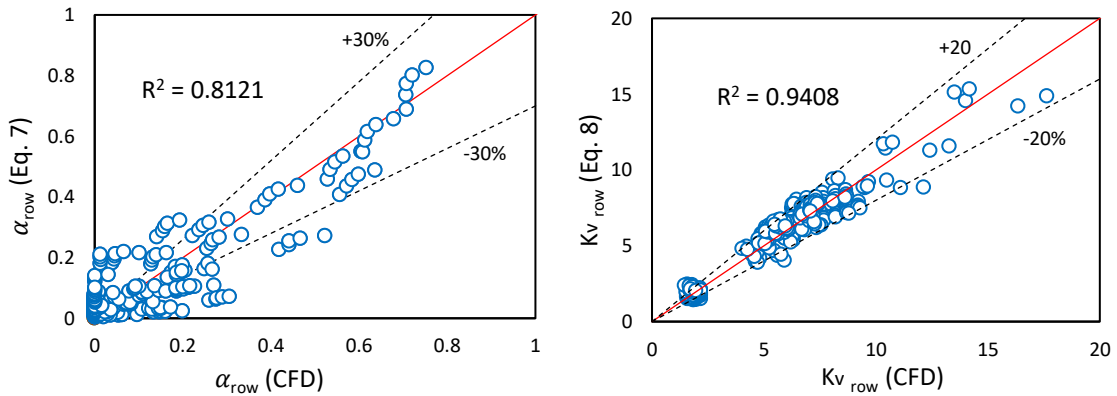 1
0.8
0.6
0.4
0.2
0
0 0.2 0.4 0.6 0.8 1
α row (Eq. 7)
α row (CFD)
+30%
-30%
R² = 0.8121
20
15
10
5
0
0 5 10 15 20
Kv row (Eq. 8)
Kv row (CFD)
+20
-20%
R² = 0.9408